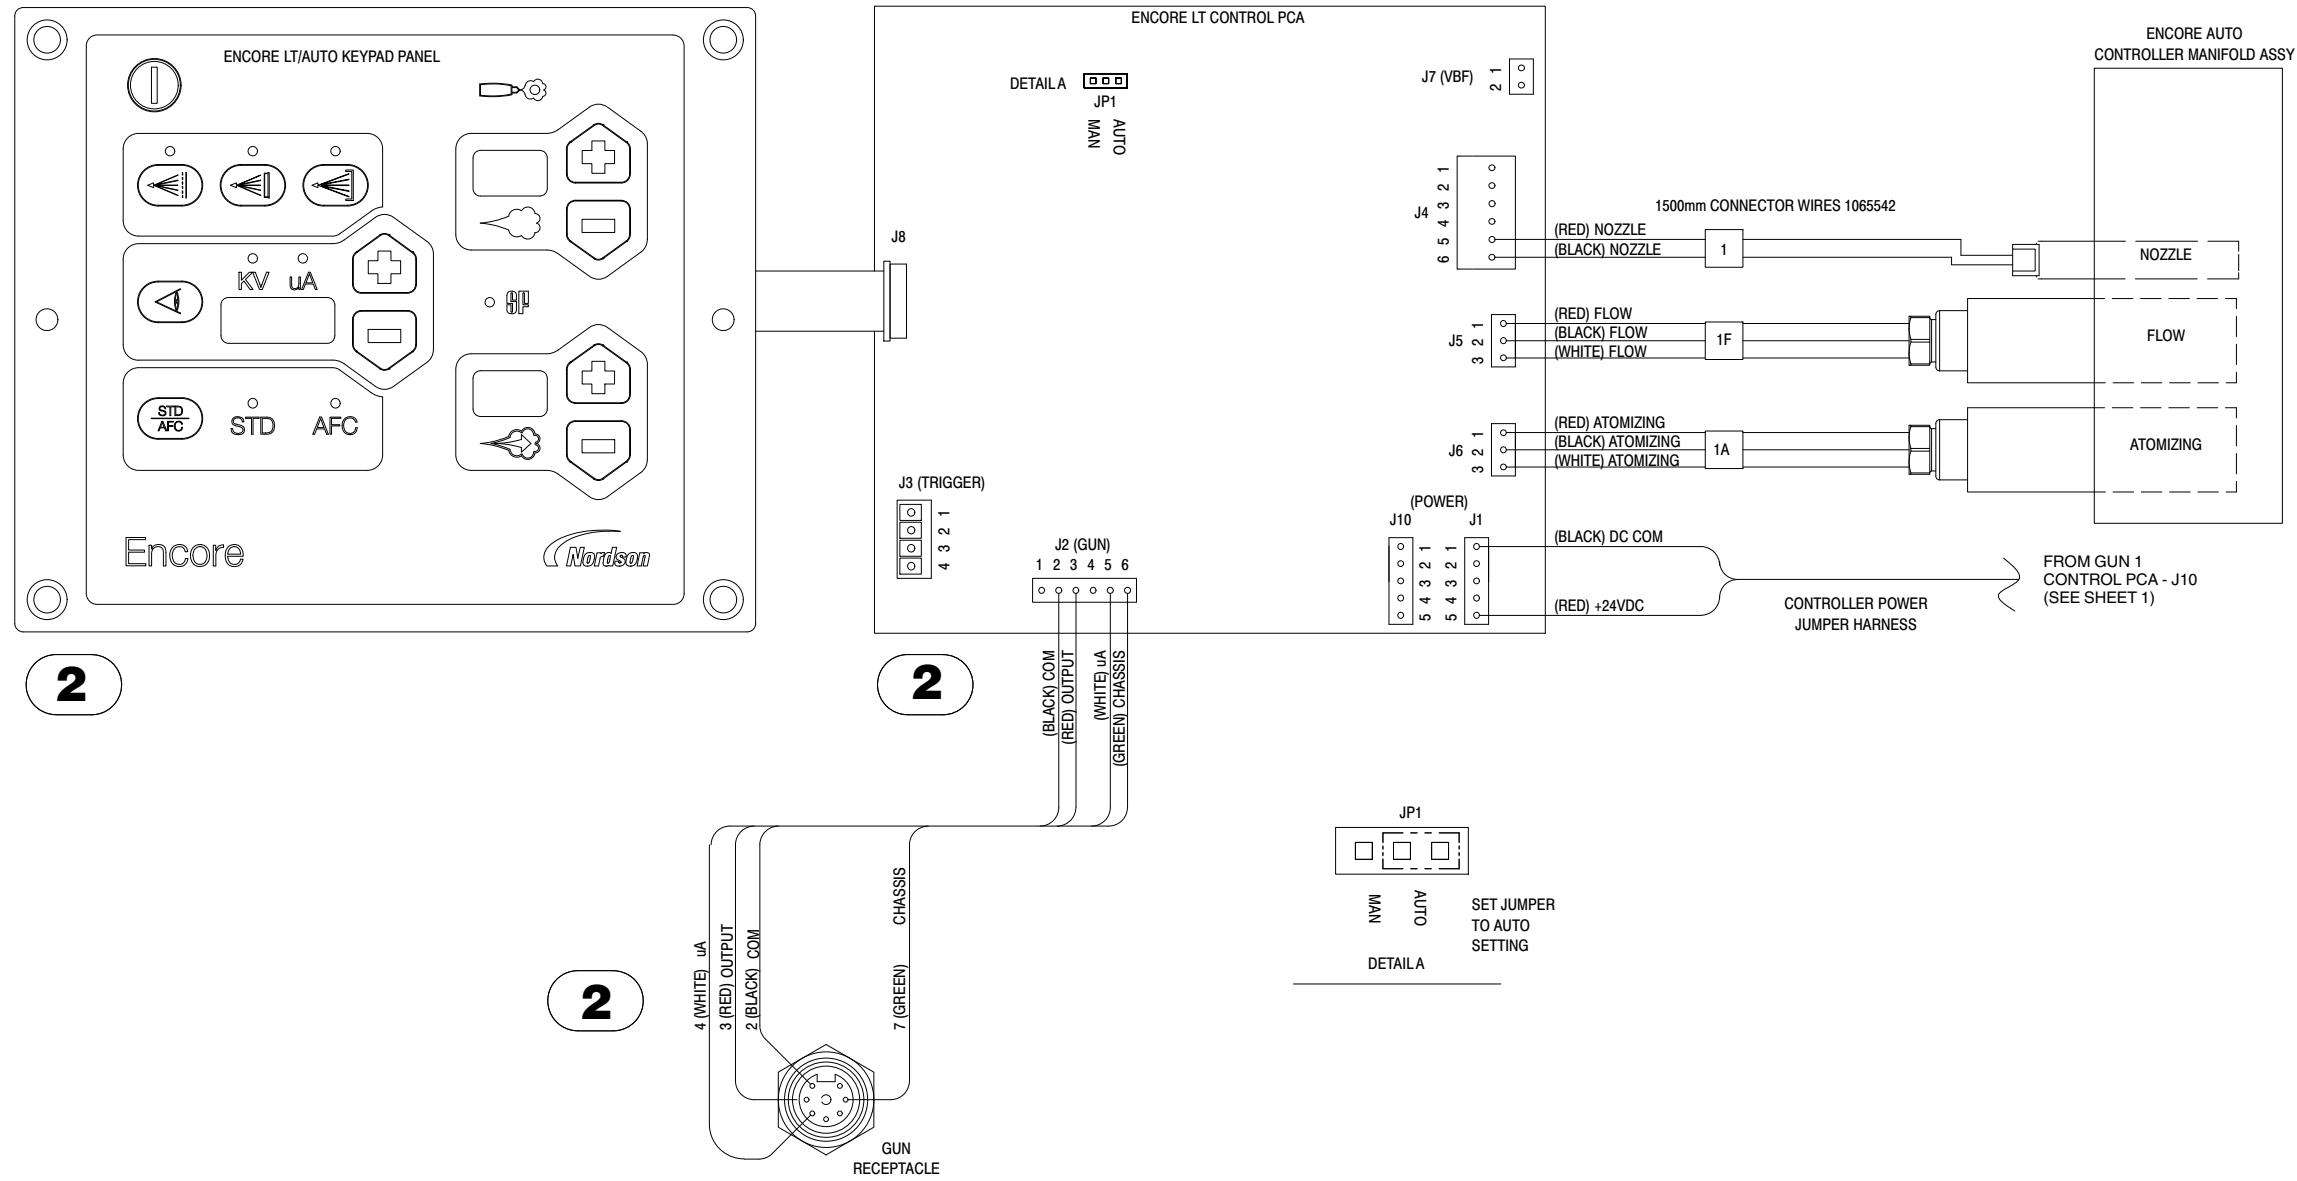 ENCORE LT/AUTO KEYPAD PANEL
KV uA
SP
STD
AFC
STD AFC
Encore
Nordson
2
ENCORE LT CONTROL PCA
DETAIL A
JP1
MAN
AUTO
J7 (VBF)
1
2
J8
J4
1
2
3
4
5
6
1500mm CONNECTOR WIRES 1065542
(RED) NOZZLE
(BLACK) NOZZLE
1
J5
1
2
3
(RED) FLOW
(BLACK) FLOW
(WHITE) FLOW
1F
J6
1
2
3
(RED) ATOMIZING
(BLACK) ATOMIZING
(WHITE) ATOMIZING
1A
ENCORE AUTO
CONTROLLER MANIFOLD ASSY
NOZZLE
FLOW
ATOMIZING
J3 (TRIGGER)
1
2
3
4
J2 (GUN)
1 2 3 4 5 6
(POWER)
J10 J1
1 1
2 2
3 3
4 4
5 5
(BLACK) DC COM
(RED) +24VDC
CONTROLLER POWER
JUMPER HARNESS
FROM GUN 1
CONTROL PCA - J10
(SEE SHEET 1)
2
(BLACK) COM
(RED) OUTPUT
(WHITE) uA
(GREEN) CHASSIS
4 (WHITE) uA
3 (RED) OUTPUT
2 (BLACK) COM
7 (GREEN) CHASSIS
2
GUN
RECEPTACLE
JP1
MAN
AUTO
SET JUMPER
TO AUTO
SETTING
DETAIL A